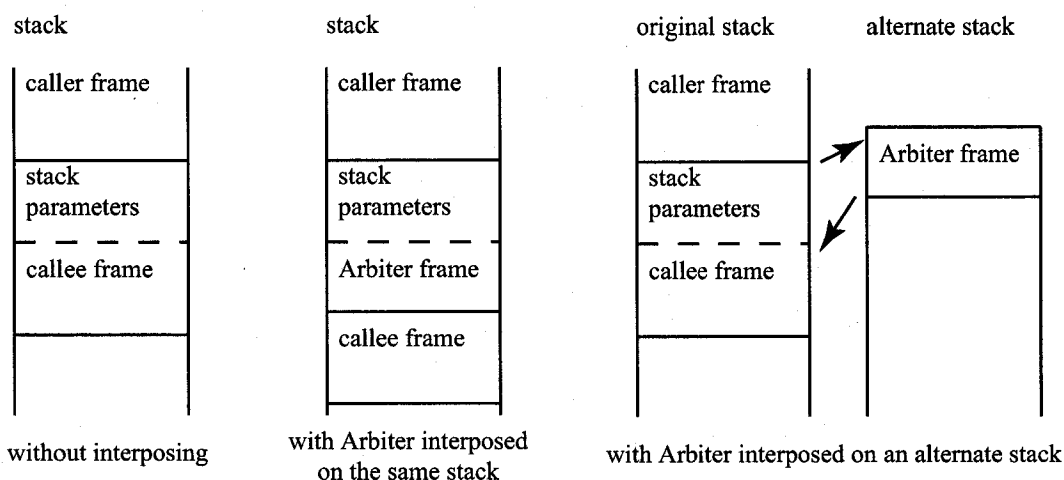 stack
caller frame
stack
parameters
callee frame
without interposing
stack
caller frame
stack
parameters
Arbiter frame
callee frame
with Arbiter interposed
on the same stack
original stack
alternate stack
caller frame
Arbiter frame
stack
parameters
callee frame
with Arbiter interposed on an alternate stack